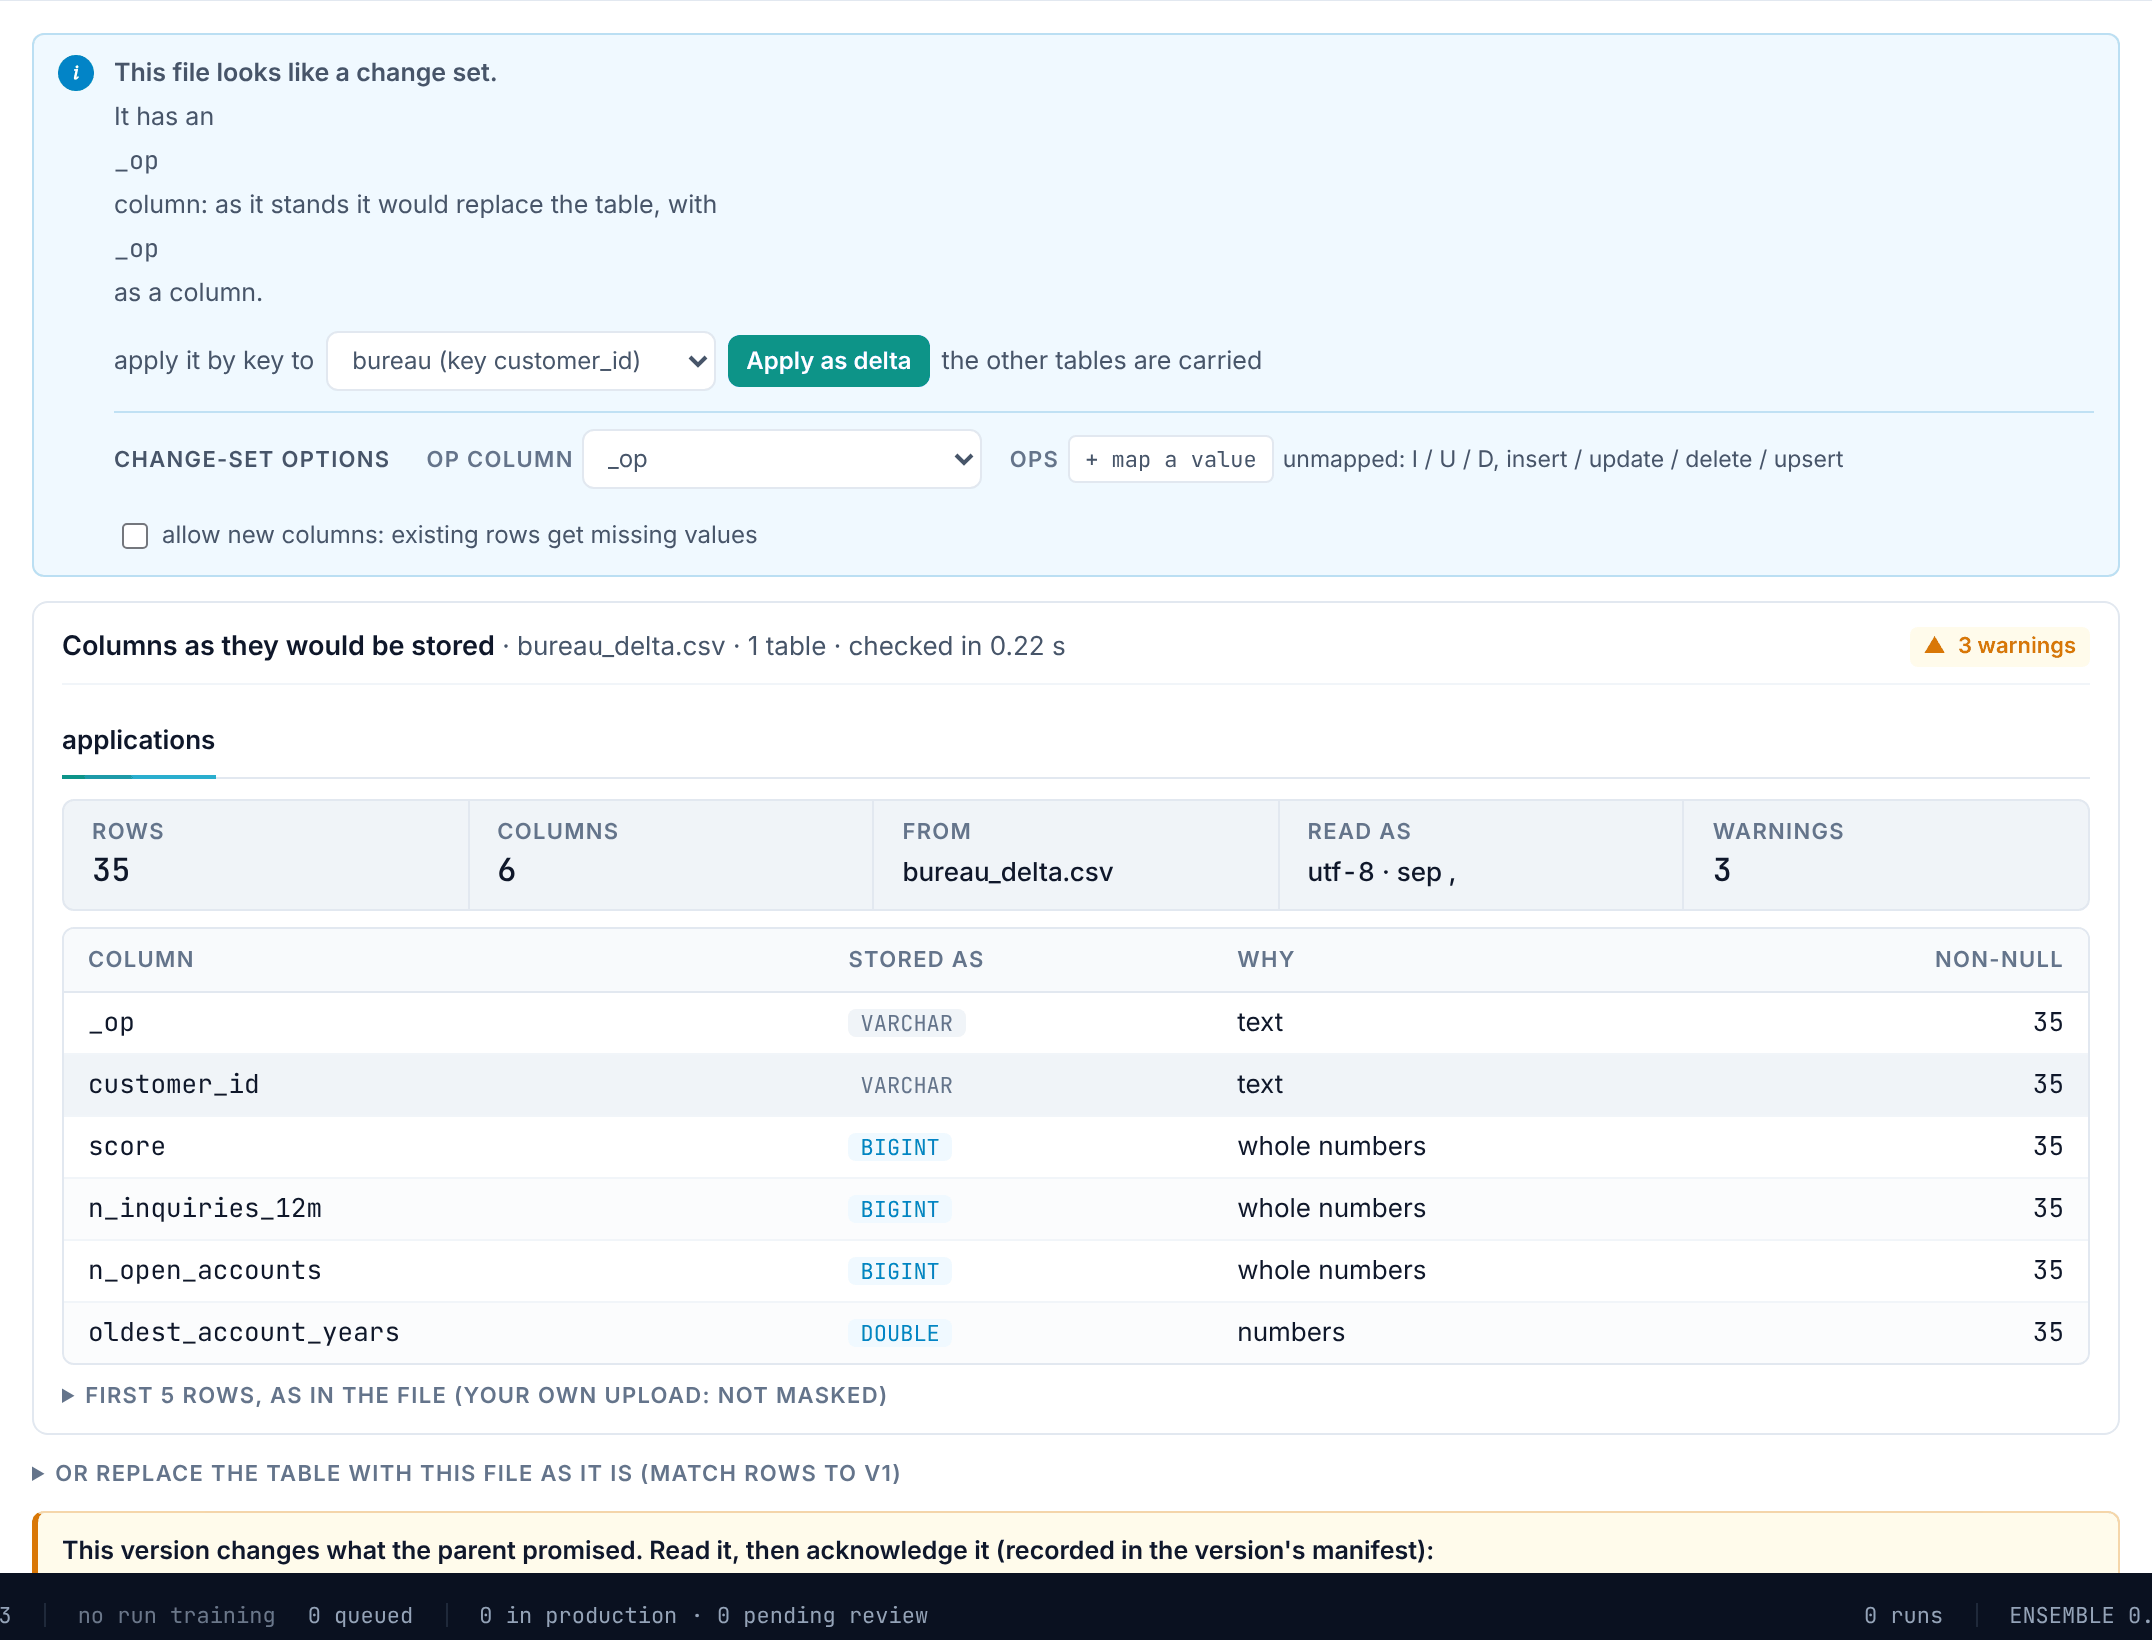 This file looks like a change set.
It has an
_op
column: as it stands it would replace the table, with
_op
as a column.
apply it by key to bureau (key customer_id) Apply as delta the other tables are carried
CHANGE-SET OPTIONS OP COLUMN _op OPS + map a value unmapped: I / U / D, insert / update / delete / upsert
allow new columns: existing rows get missing values
Columns as they would be stored · bureau_delta.csv · 1 table · checked in 0.22 s 3 warnings
applications
ROWS COLUMNS FROM READ AS WARNINGS
35 6 bureau_delta.csv utf-8 · sep , 3
COLUMN STORED AS WHY NON-NULL
_op VARCHAR text 35
customer_id VARCHAR text 35
score BIGINT whole numbers 35
n_inquiries_12m BIGINT whole numbers 35
n_open_accounts BIGINT whole numbers 35
oldest_account_years DOUBLE numbers 35
FIRST 5 ROWS, AS IN THE FILE (YOUR OWN UPLOAD: NOT MASKED)
OR REPLACE THE TABLE WITH THIS FILE AS IT IS (MATCH ROWS TO V1)
This version changes what the parent promised. Read it, then acknowledge it (recorded in the version's manifest):
3 no run training 0 queued 0 in production · 0 pending review 0 runs ENSEMBLE 0.